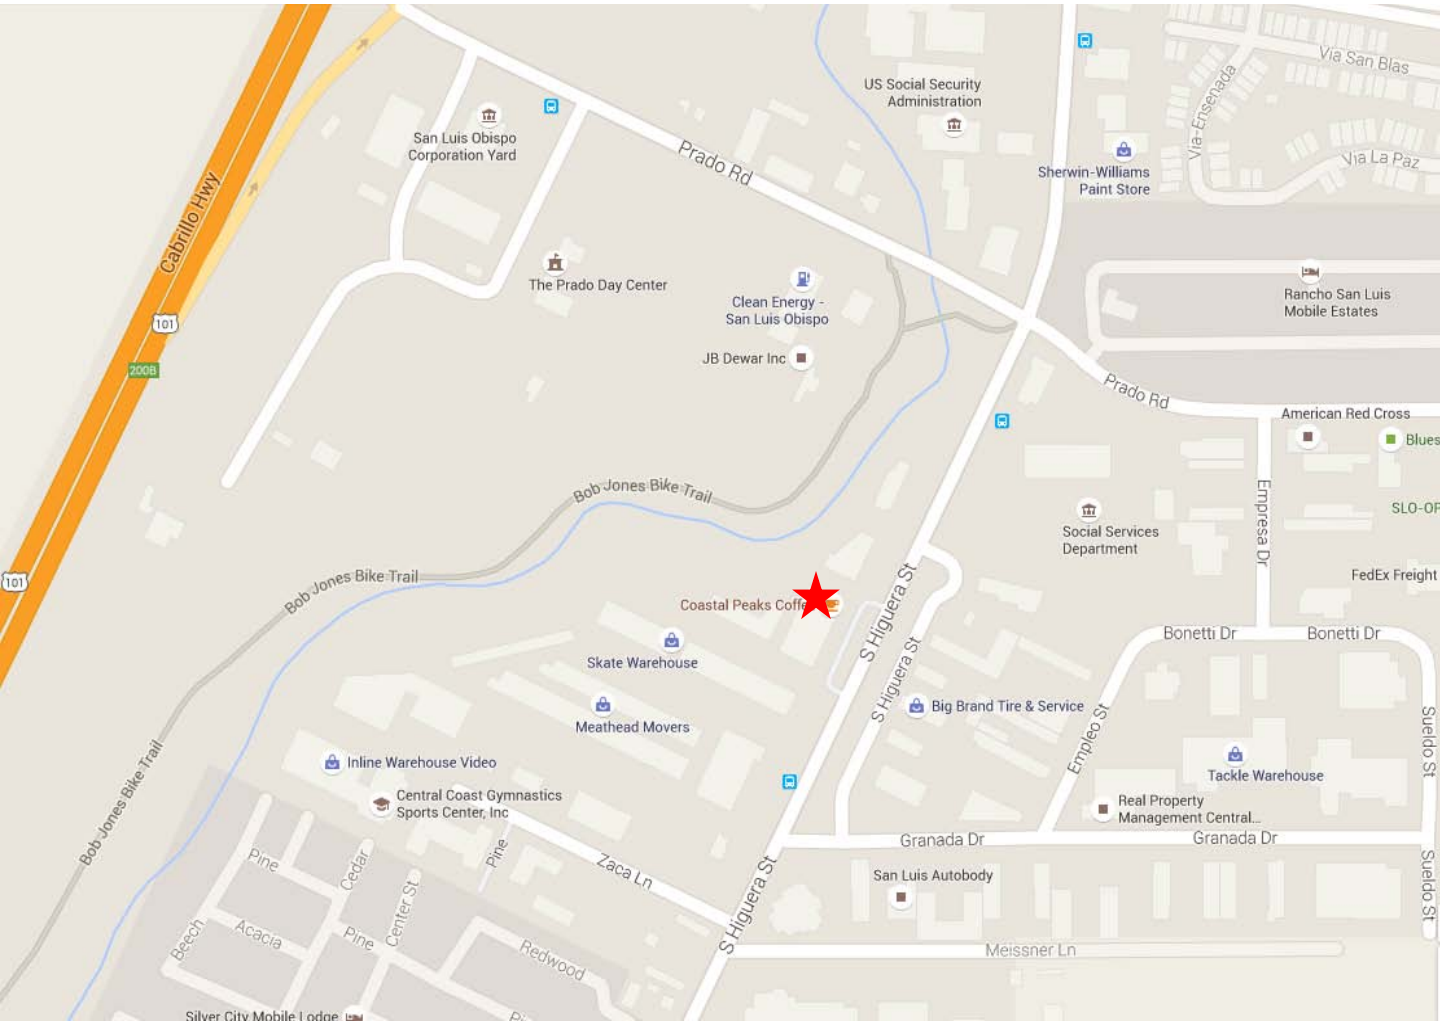 Via San Blas
Via-Ensenada
US Social Security
Administration
San Luis Obispo
Corporation Yard
Prado Rd
Sherwin-Williams
Paint Store
Via La Paz
Cabrillo Hwy
The Prado Day Center
Clean Energy -
San Luis Obispo
Rancho San Luis
Mobile Estates
101
JB Dewar Inc
200B
Prado Rd
American Red Cross
Blues
Bob Jones Bike Trail
Empresa Dr
SLO-OP
Social Services
Department
101
Bob Jones Bike Trail
FedEx Freight
Coastal Peaks Coffe
S Higuera St
Bonetti Dr
Bonetti Dr
Skate Warehouse
S Higuera St
Big Brand Tire & Service
Meathead Movers
Empleo St
Sueldo St
Inline Warehouse Video
Tackle Warehouse
Bob Jones Bike Trail
Central Coast Gymnastics
Sports Center, Inc
Real Property
Management Central...
Granada Dr
Granada Dr
Pine
Pine
Cedar
Zaca Ln
San Luis Autobody
Sueldo St
S Higuera St
Center St
Beech
Acacia
Pine
Redwood
Meissner Ln
Silver City Mobile Lodge